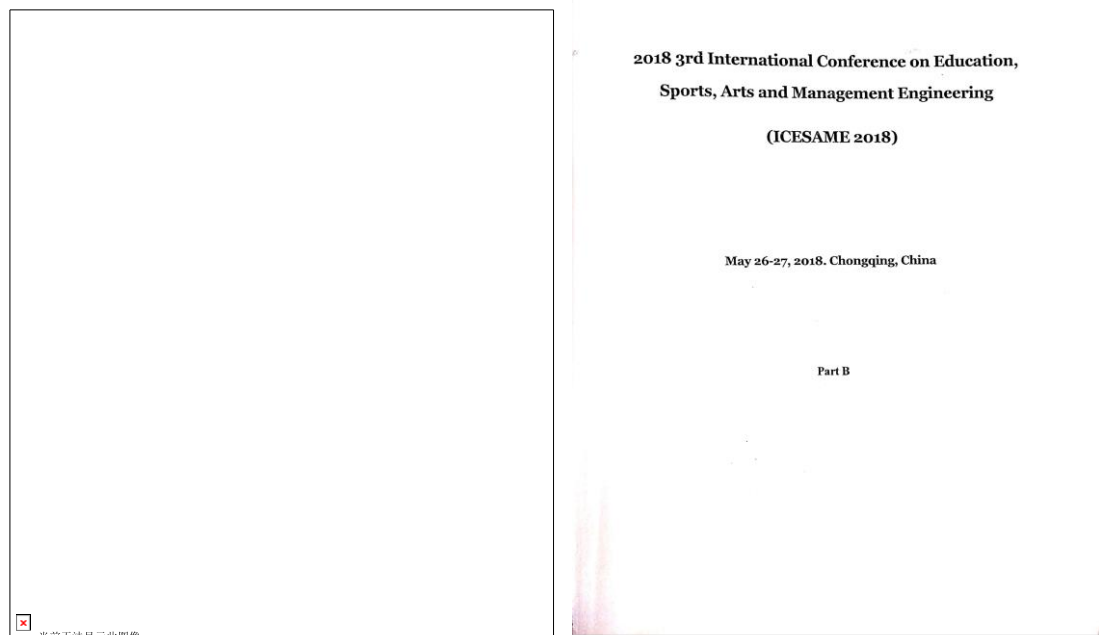 2018 3rd International Conference on Education,
Sports, Arts and Management Engineering
(ICESAME 2018)
May 26-27, 2018. Chongqing, China
Part B